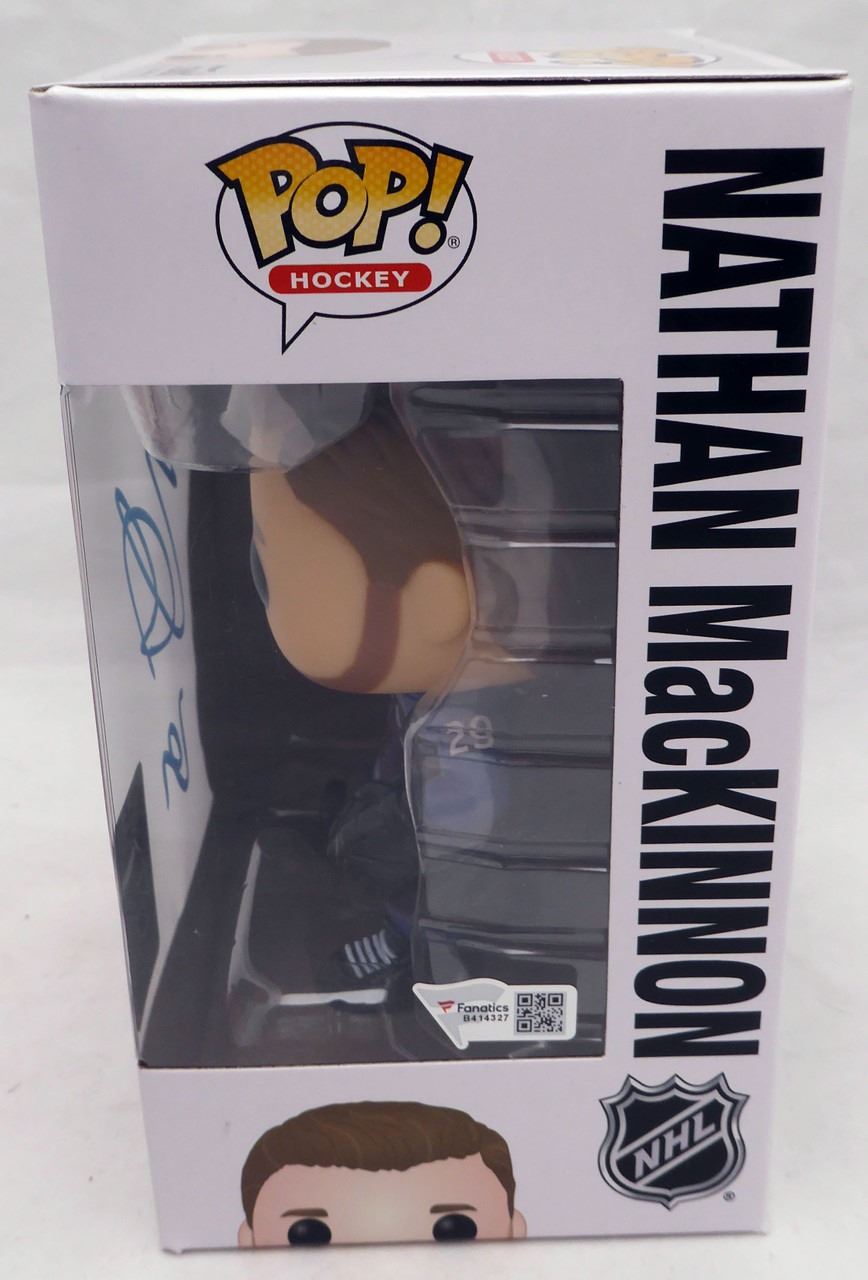 POP!®
HOCKEY
NATHAN MacKINNON
29
Fanatics
B414327
NHL
®